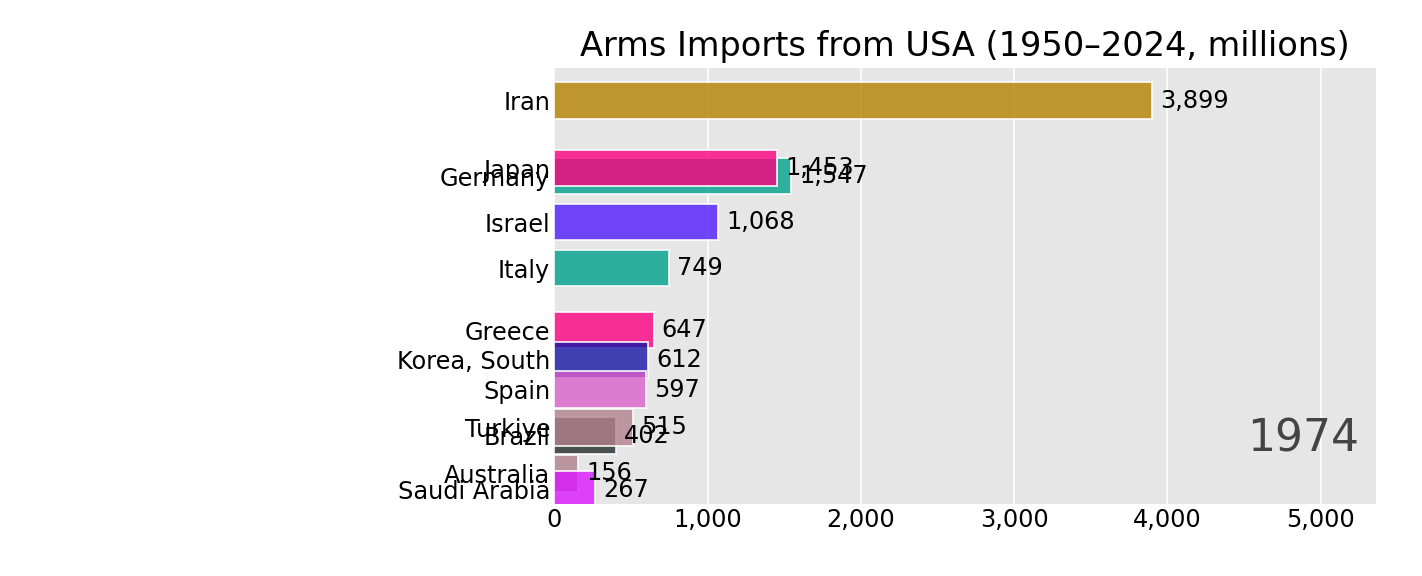 Arms Imports from USA (1950–2024, millions)
Iran 3,899
Japan 1,453
Germany 1,547
Israel 1,068
Italy 749
Greece 647
Korea, South 612
Spain 597
Turkiye 515
Brazil 402
1974
Australia 156
Saudi Arabia 267
0 1,000 2,000 3,000 4,000 5,000